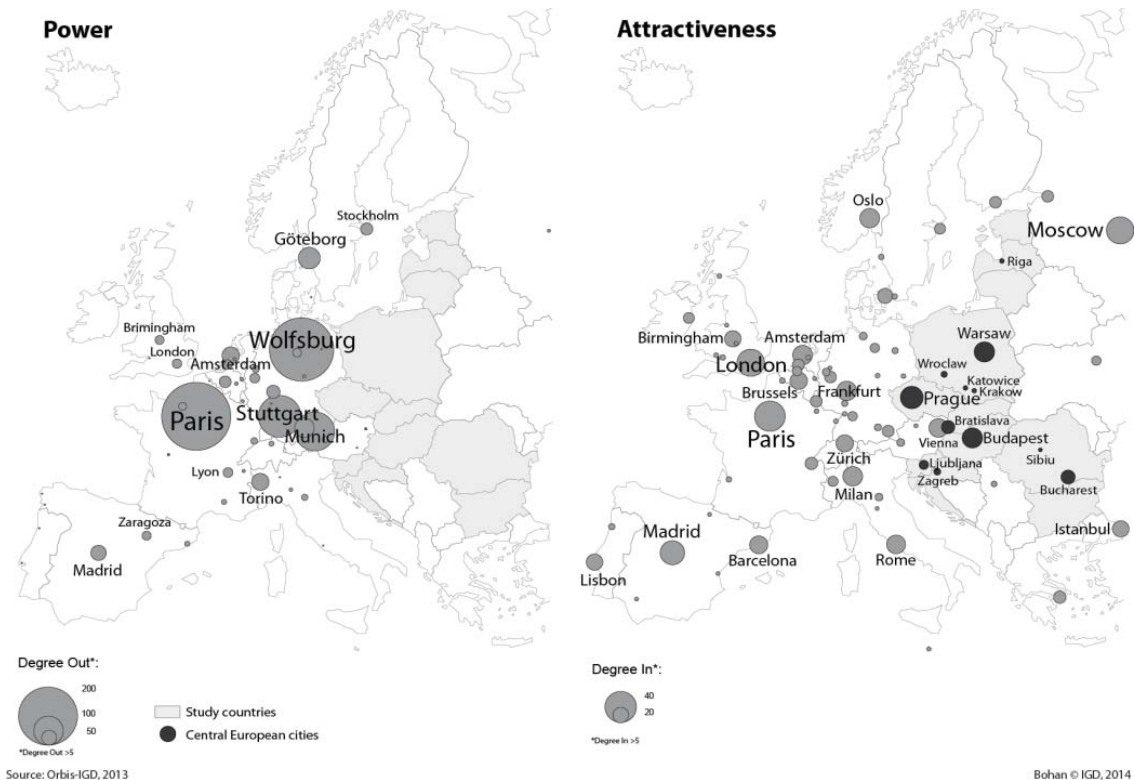 Power
Stockholm
Göteborg
Brimingham
London
Wolfsburg
Amsterdam
Paris
Stuttgart
Munich
Lyon
Torino
Zaragoza
Madrid
Degree Out*:
200
100
50
*Degree Out >5
Study countries
Central European cities
Source: Orbis-IGD, 2013
Attractiveness
Oslo
Moscow
Riga
Birmingham
Amsterdam
Warsaw
London
Wroclaw
Katowice
Krakow
Brussels
Frankfurt
Prague
Paris
Bratislava
Vienna
Budapest
Zürich
Ljubljana
Sibiu
Zagreb
Bucharest
Milan
Istanbul
Madrid
Barcelona
Rome
Lisbon
Degree In*:
40
20
*Degree In >5
Bohan © IGD, 2014